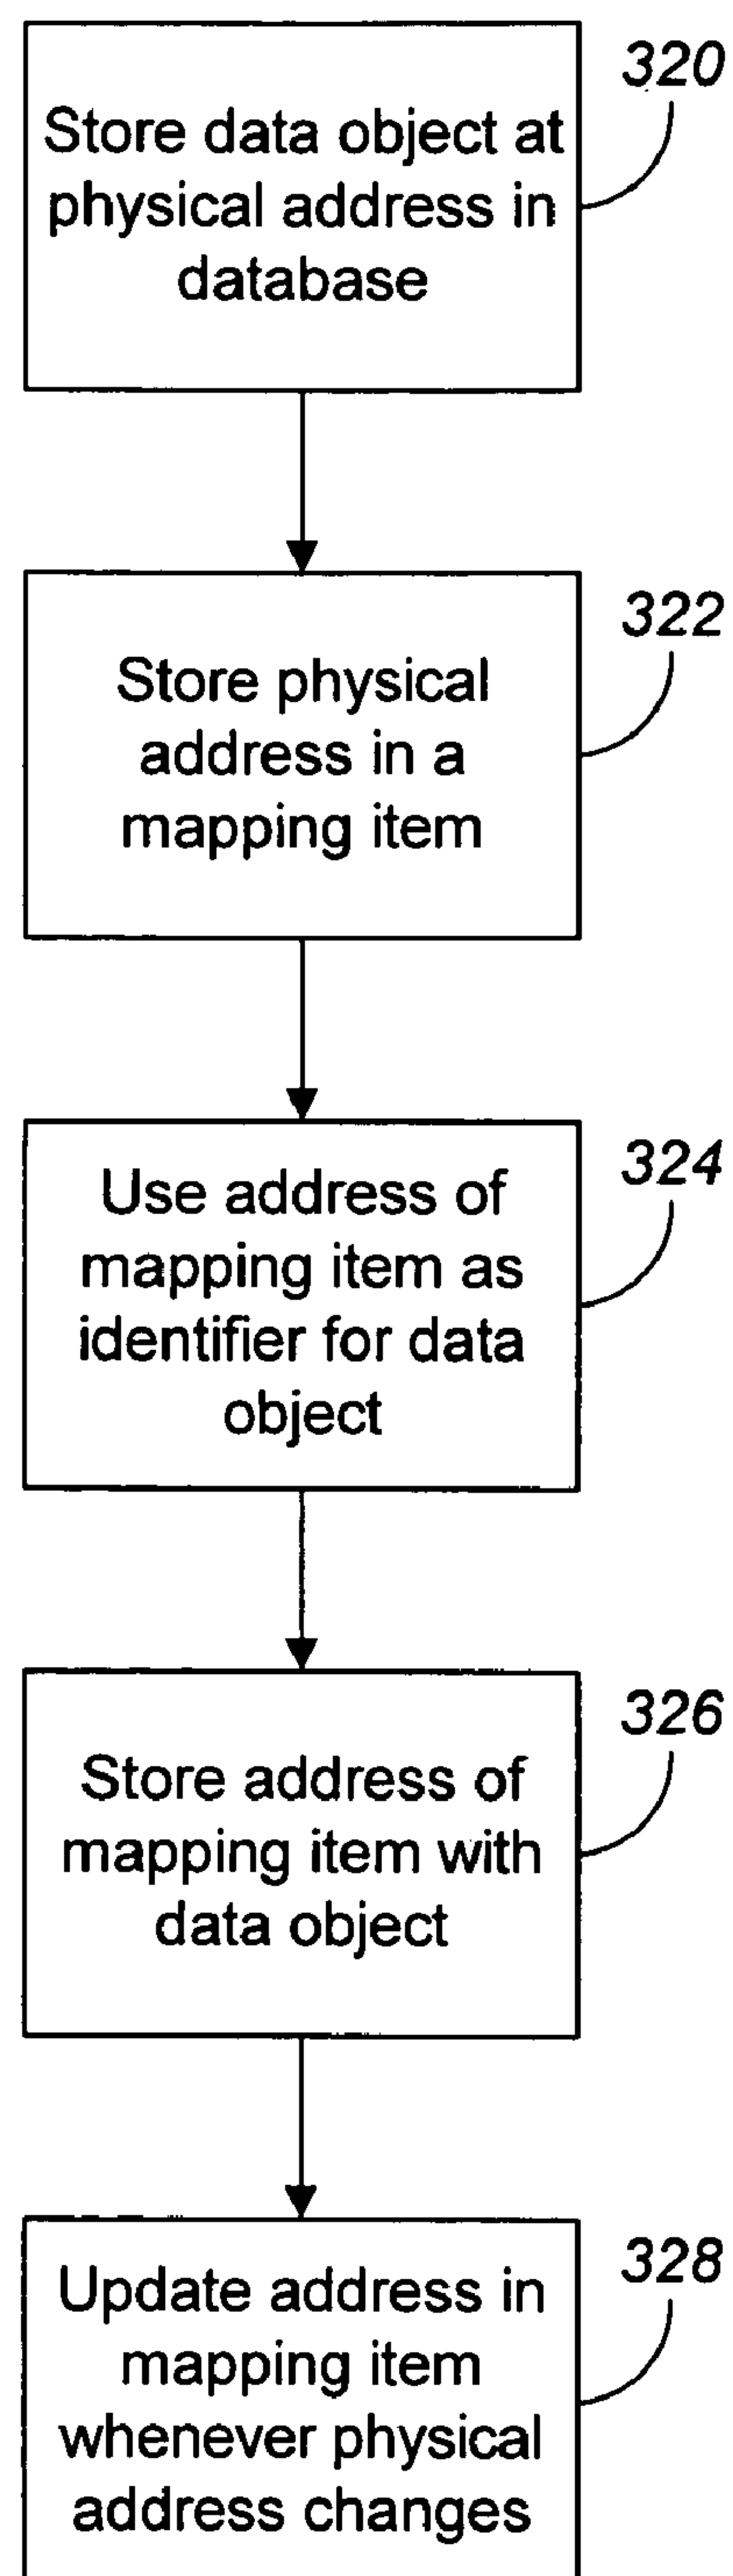 320
Store data object at
physical address in
database
322
Store physical
address in a
mapping item
324
Use address of
mapping item as
identifier for data
object
326
Store address of
mapping item with
data object
328
Update address in
mapping item
whenever physical
address changes